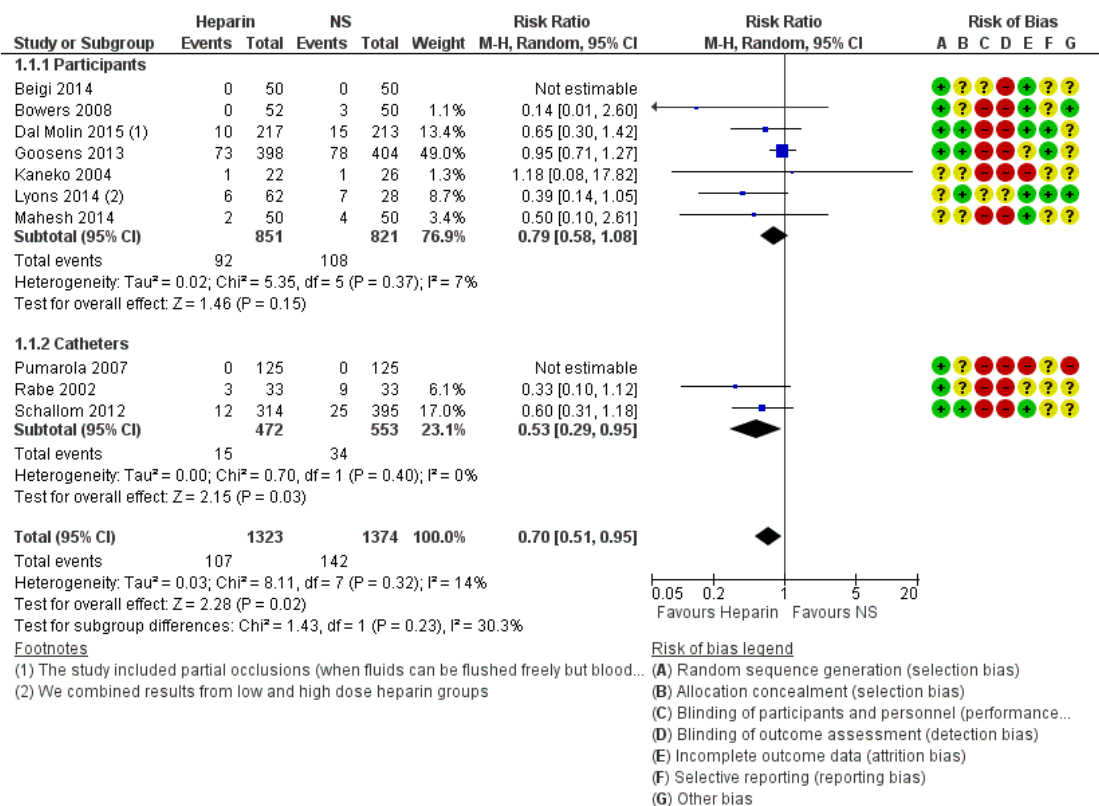 Heparin NS Risk Ratio Risk Ratio Risk of Bias
Study or Subgroup Events Total Events Total Weight M-H, Random, 95% CI M-H, Random, 95% CI A B C D E F G
1.1.1 Participants
Beigi 2014 0 50 0 50 Not estimable + ? ? − + ? ?
Bowers 2008 0 52 3 50 1.1% 0.14 [0.01, 2.60] + ? − − + ? +
Dal Molin 2015 (1) 10 217 15 213 13.4% 0.65 [0.30, 1.42] + + − − + + ?
Goosens 2013 73 398 78 404 49.0% 0.95 [0.71, 1.27] + + − − ? + ?
Kaneko 2004 1 22 1 26 1.3% 1.18 [0.08, 17.82] ? ? − − − ? ?
Lyons 2014 (2) 6 62 7 28 8.7% 0.39 [0.14, 1.05] ? + − − + + +
Mahesh 2014 2 50 4 50 3.4% 0.50 [0.10, 2.61] ? ? − − + ? ?
Subtotal (95% CI) 851 821 76.9% 0.79 [0.58, 1.08]
Total events 92 108
Heterogeneity: Tau² = 0.02; Chi² = 5.35, df = 5 (P = 0.37); I² = 7%
Test for overall effect: Z = 1.46 (P = 0.15)
1.1.2 Catheters
Pumarola 2007 0 125 0 125 Not estimable + ? − − − ? −
Rabe 2002 3 33 9 33 6.1% 0.33 [0.10, 1.12] + ? − − ? ? ?
Schallom 2012 12 314 25 395 17.0% 0.60 [0.31, 1.18] + + − − + ? ?
Subtotal (95% CI) 472 553 23.1% 0.53 [0.29, 0.95]
Total events 15 34
Heterogeneity: Tau² = 0.00; Chi² = 0.70, df = 1 (P = 0.40); I² = 0%
Test for overall effect: Z = 2.15 (P = 0.03)
Total (95% CI) 1323 1374 100.0% 0.70 [0.51, 0.95]
Total events 107 142
Heterogeneity: Tau² = 0.03; Chi² = 8.11, df = 7 (P = 0.32); I² = 14%
Test for overall effect: Z = 2.28 (P = 0.02)
Test for subgroup differences: Chi² = 1.43, df = 1 (P = 0.23), I² = 30.3%
0.05 0.2 1 5 20
Favours Heparin Favours NS
Footnotes
(1) The study included partial occlusions (when fluids can be flushed freely but blood...
(2) We combined results from low and high dose heparin groups
Risk of bias legend
(A) Random sequence generation (selection bias)
(B) Allocation concealment (selection bias)
(C) Blinding of participants and personnel (performance...
(D) Blinding of outcome assessment (detection bias)
(E) Incomplete outcome data (attrition bias)
(F) Selective reporting (reporting bias)
(G) Other bias